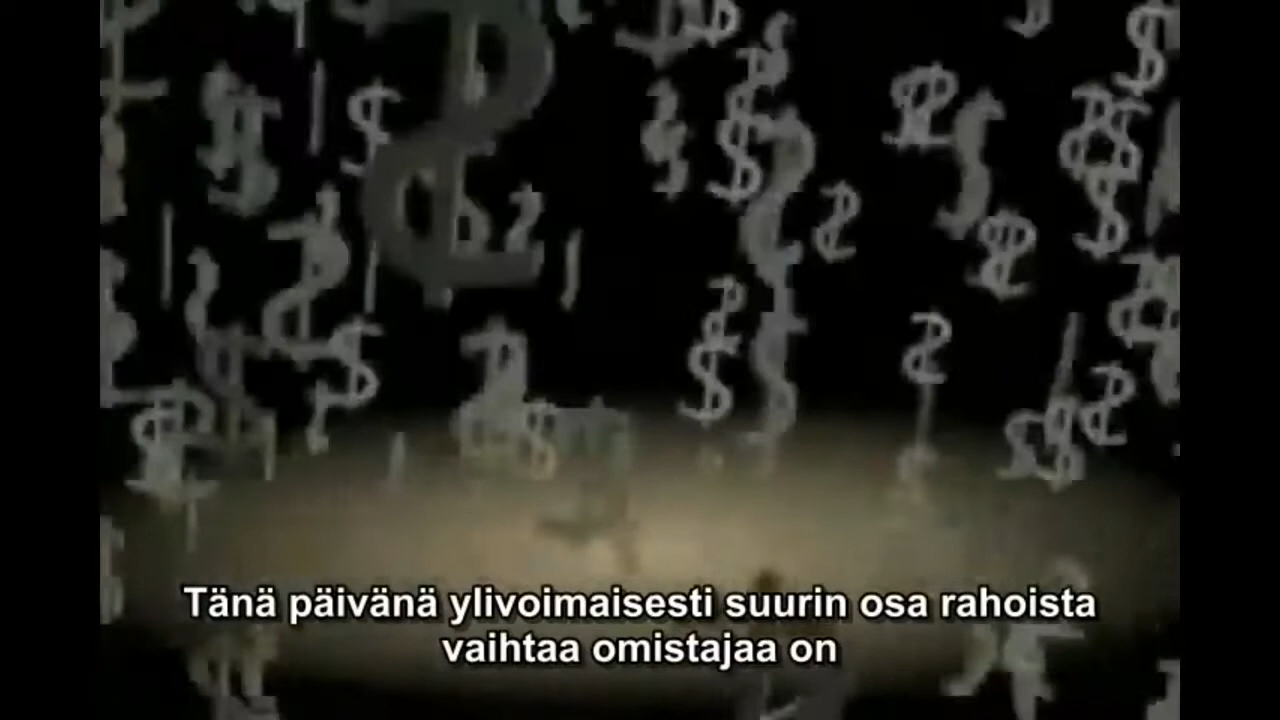 Tänä päivänä ylivoimaisesti suurin osa rahoista
vaihtaa omistajaa on